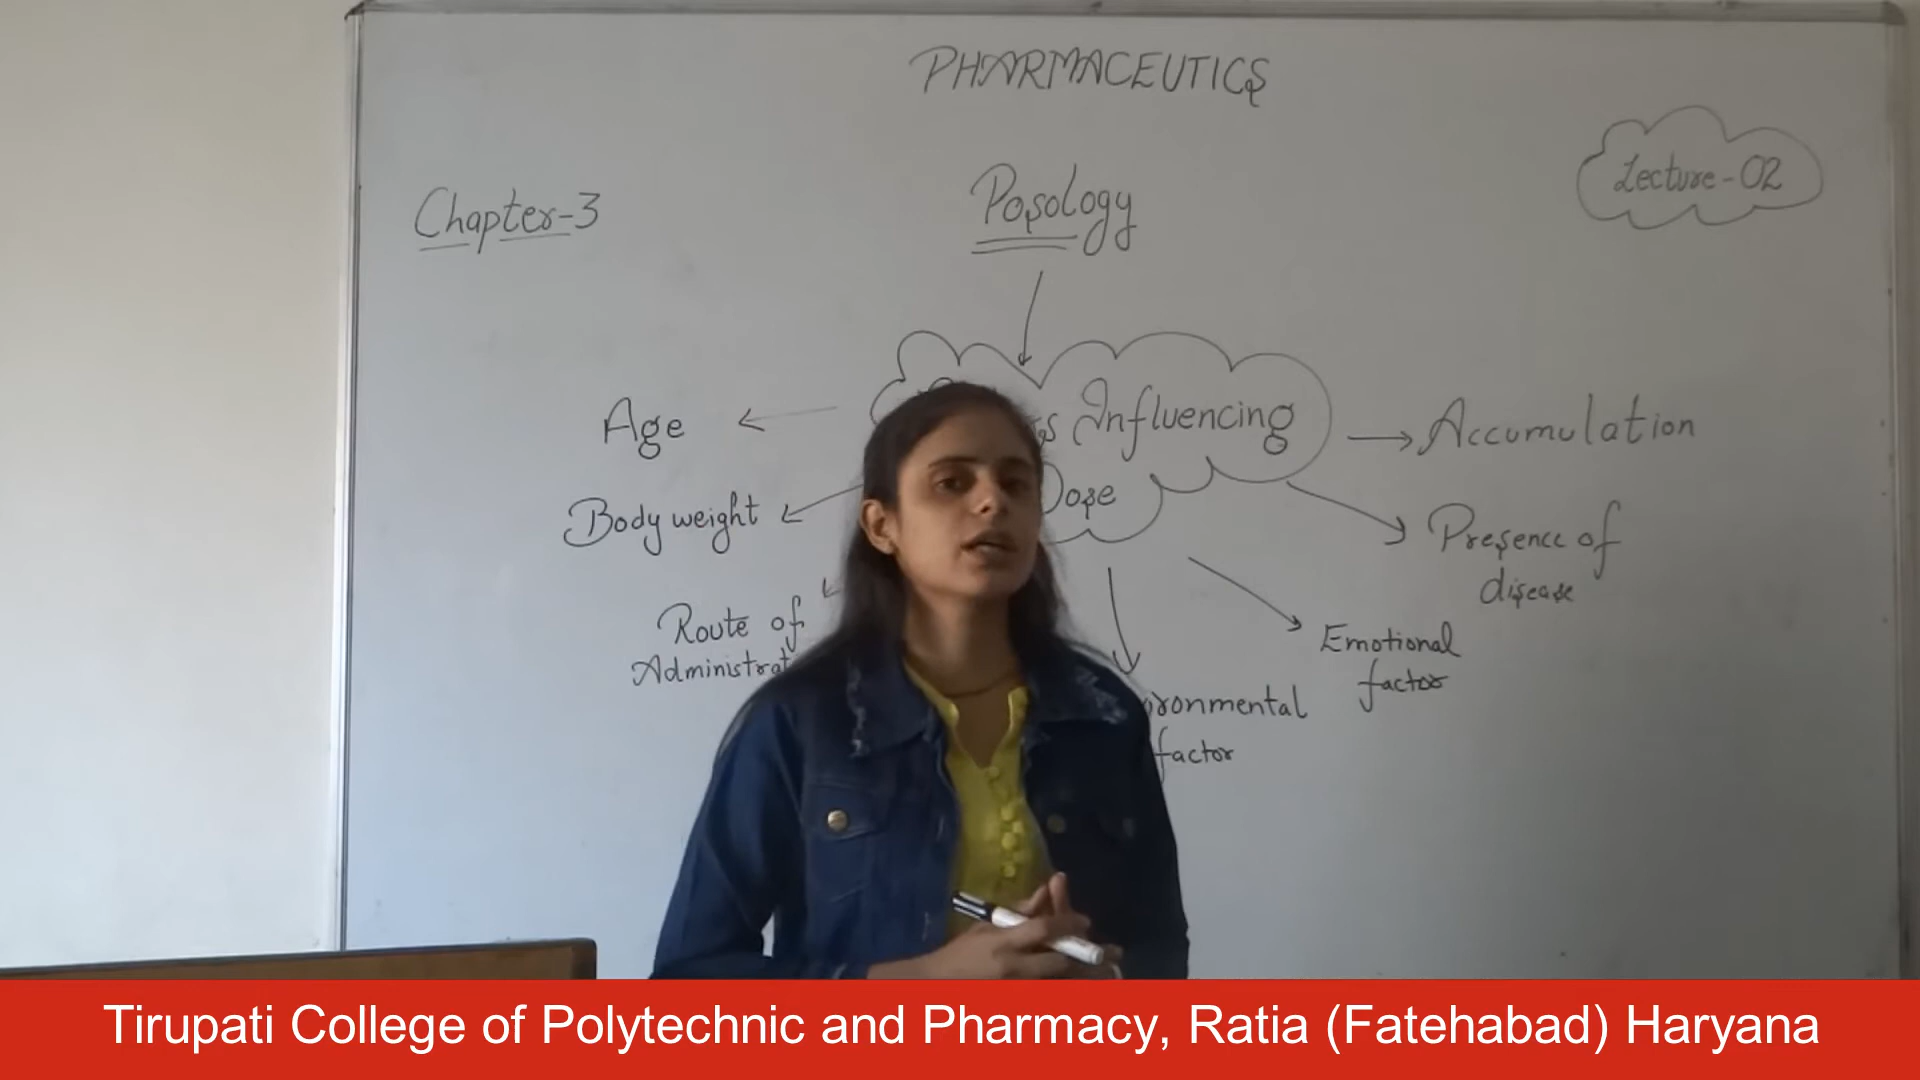 PHARMACEUTICS
Lecture-02
Chapter-3
Posology
Influencing
Dose
Age
Body weight
Route of
Accumulation
Presence of
disease
Emotional
factor
factor
Tirupati College of Polytechnic and Pharmacy, Ratia (Fatehabad) Haryana